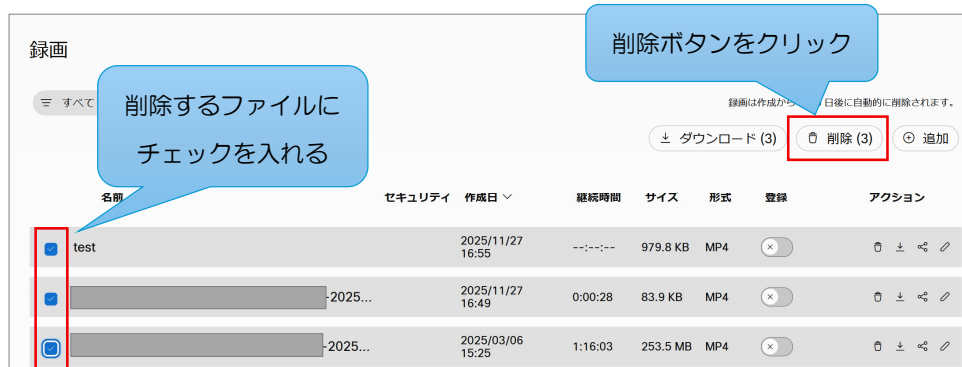 録画
削除ボタンをクリック
削除するファイルに
チェックを入れる
すべて
録画は作成から
日後に自動的に削除されます。
ダウンロード (3)
削除 (3)
追加
名前 セキュリティ 作成日 継続時間 サイズ 形式 登録 アクション
test 2025/11/27 16:55 --:--:-- 979.8 KB MP4
-2025... 2025/11/27 16:49 0:00:28 83.9 KB MP4
-2025... 2025/03/06 15:25 1:16:03 253.5 MB MP4